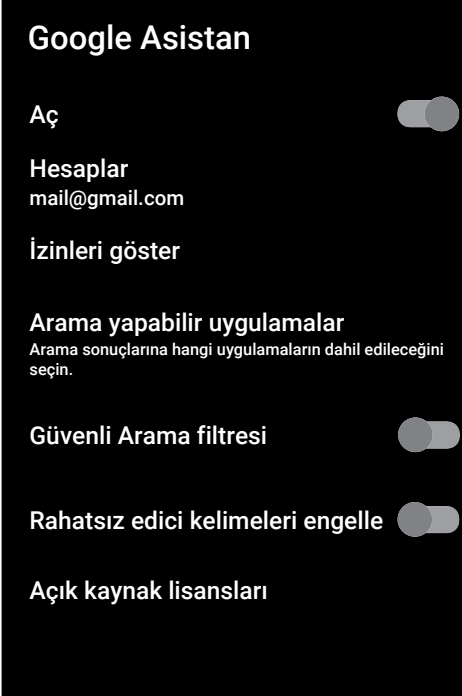 Google Asistan
Aç
Hesaplar
mail@gmail.com
İzinleri göster
Arama yapabilir uygulamalar
Arama sonuçlarına hangi uygulamaların dahil edileceğini
seçin.
Güvenli Arama filtresi
Rahatsız edici kelimeleri engelle
Açık kaynak lisansları